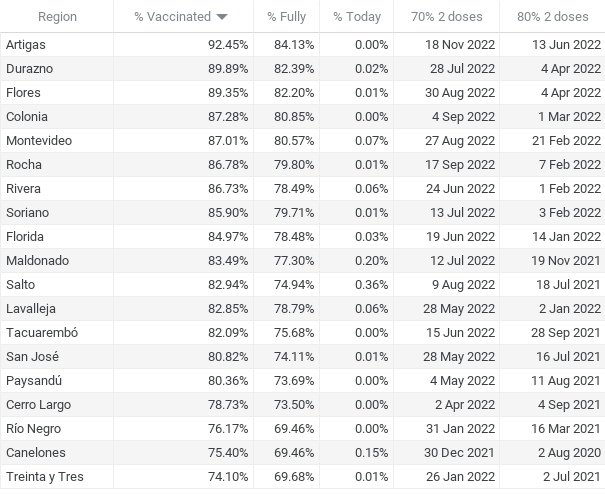 Region % Vaccinated % Fully % Today 70% 2 doses 80% 2 doses
Artigas 92.45% 84.13% 0.00% 18 Nov 2022 13 Jun 2022
Durazno 89.89% 82.39% 0.02% 28 Jul 2022 4 Apr 2022
Flores 89.35% 82.20% 0.01% 30 Aug 2022 4 Apr 2022
Colonia 87.28% 80.85% 0.00% 4 Sep 2022 1 Mar 2022
Montevideo 87.01% 80.57% 0.07% 27 Aug 2022 21 Feb 2022
Rocha 86.78% 79.80% 0.01% 17 Sep 2022 7 Feb 2022
Rivera 86.73% 78.49% 0.06% 24 Jun 2022 1 Feb 2022
Soriano 85.90% 79.71% 0.01% 13 Jul 2022 3 Feb 2022
Florida 84.97% 78.48% 0.03% 19 Jun 2022 14 Jan 2022
Maldonado 83.49% 77.30% 0.20% 12 Jul 2022 19 Nov 2021
Salto 82.94% 74.94% 0.36% 9 Aug 2022 18 Jul 2021
Lavalleja 82.85% 78.79% 0.06% 28 May 2022 2 Jan 2022
Tacuarembó 82.09% 75.68% 0.00% 15 Jun 2022 28 Sep 2021
San José 80.82% 74.11% 0.01% 28 May 2022 16 Jul 2021
Paysandú 80.36% 73.69% 0.00% 4 May 2022 11 Aug 2021
Cerro Largo 78.73% 73.50% 0.00% 2 Apr 2022 4 Sep 2021
Río Negro 76.17% 69.46% 0.00% 31 Jan 2022 16 Mar 2021
Canelones 75.40% 69.46% 0.15% 30 Dec 2021 2 Aug 2020
Treinta y Tres 74.10% 69.68% 0.01% 26 Jan 2022 2 Jul 2021